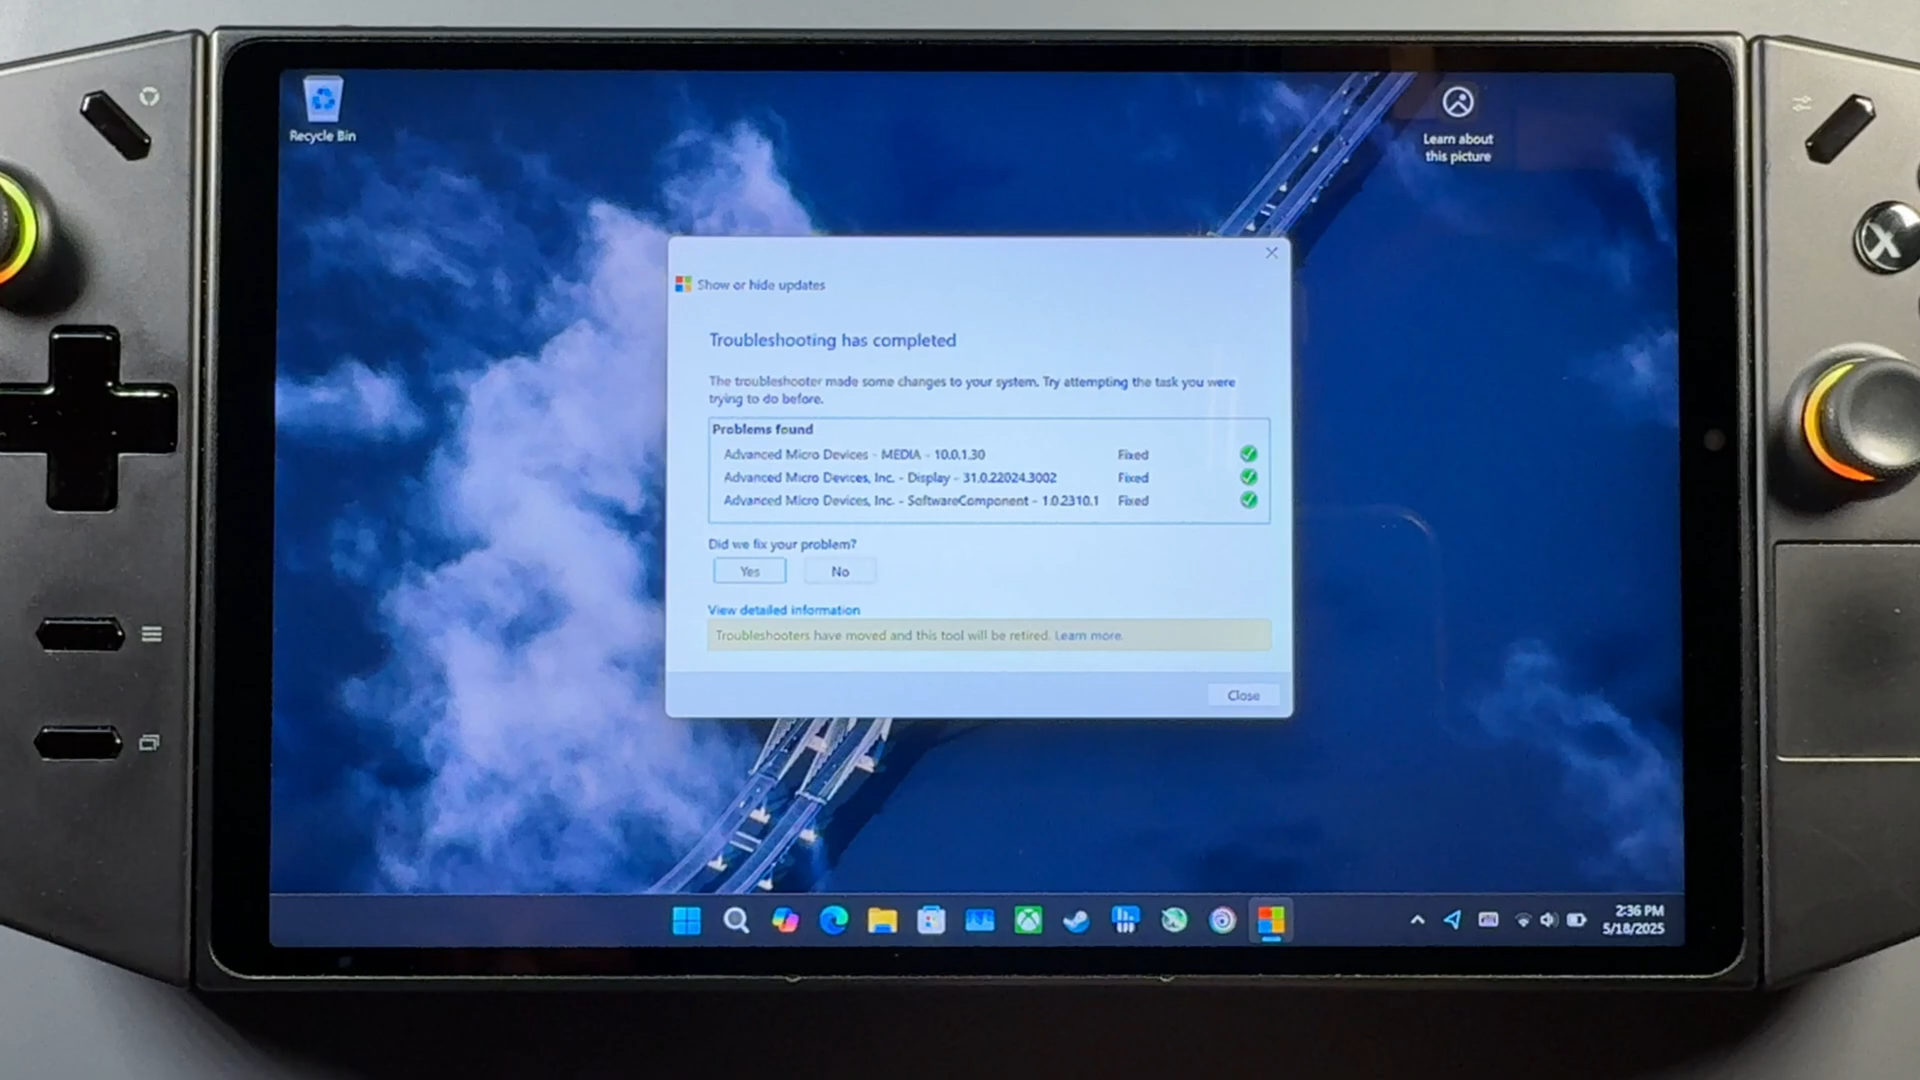 Recycle Bin
Learn about
this picture
Show or hide updates
Troubleshooting has completed
The troubleshooter made some changes to your system. Try attempting the task you were
trying to do before.
Problems found
Advanced Micro Devices - MEDIA - 10.0.1.30 Fixed
Advanced Micro Devices, Inc. - Display - 31.0.22024.3002 Fixed
Advanced Micro Devices, Inc. - SoftwareComponent - 1.0.2310.1 Fixed
Did we fix your problem?
Yes No
View detailed information
Troubleshooters have moved and this tool will be retired. Learn more.
Close
2:36 PM
5/18/2025